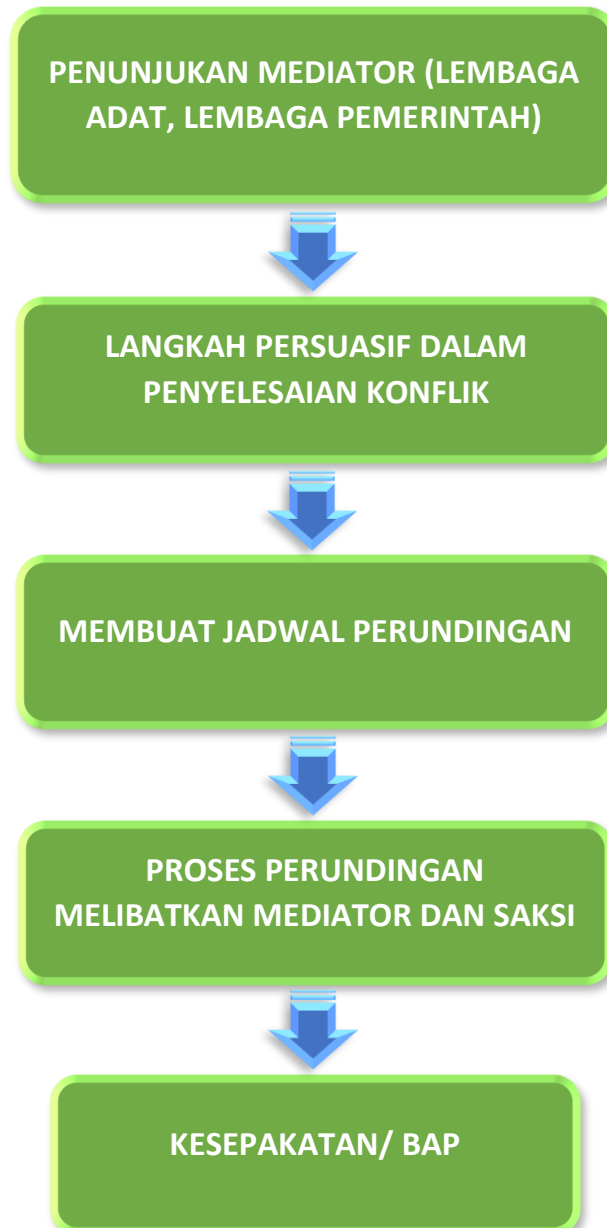 PENUNJUKAN MEDIATOR (LEMBAGA
ADAT, LEMBAGA PEMERINTAH)
LANGKAH PERSUASIF DALAM
PENYELESAIAN KONFLIK
MEMBUAT JADWAL PERUNDINGAN
PROSES PERUNDINGAN
MELIBATKAN MEDIATOR DAN SAKSI
KESEPAKATAN/ BAP